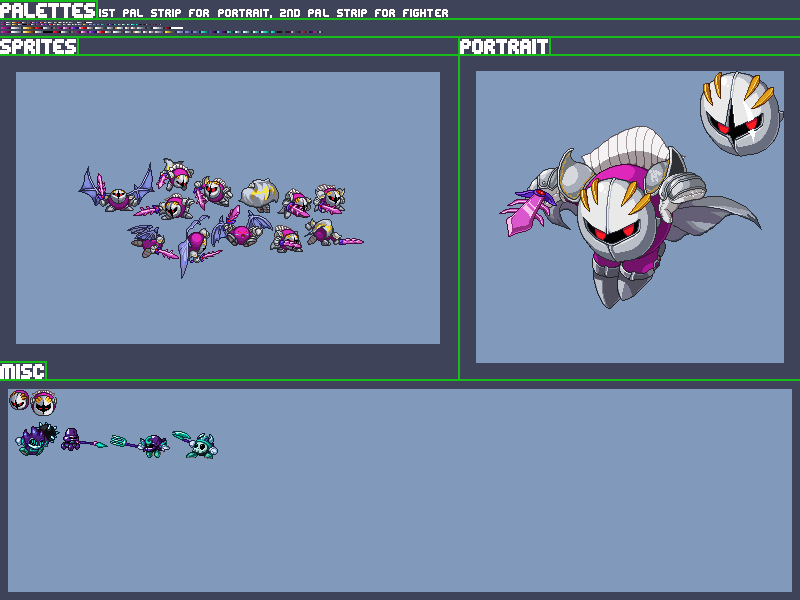 PALETTES 1ST PAL STRIP FOR PORTRAIT, 2ND PAL STRIP FOR FIGHTER
SPRITES
PORTRAIT
MISC